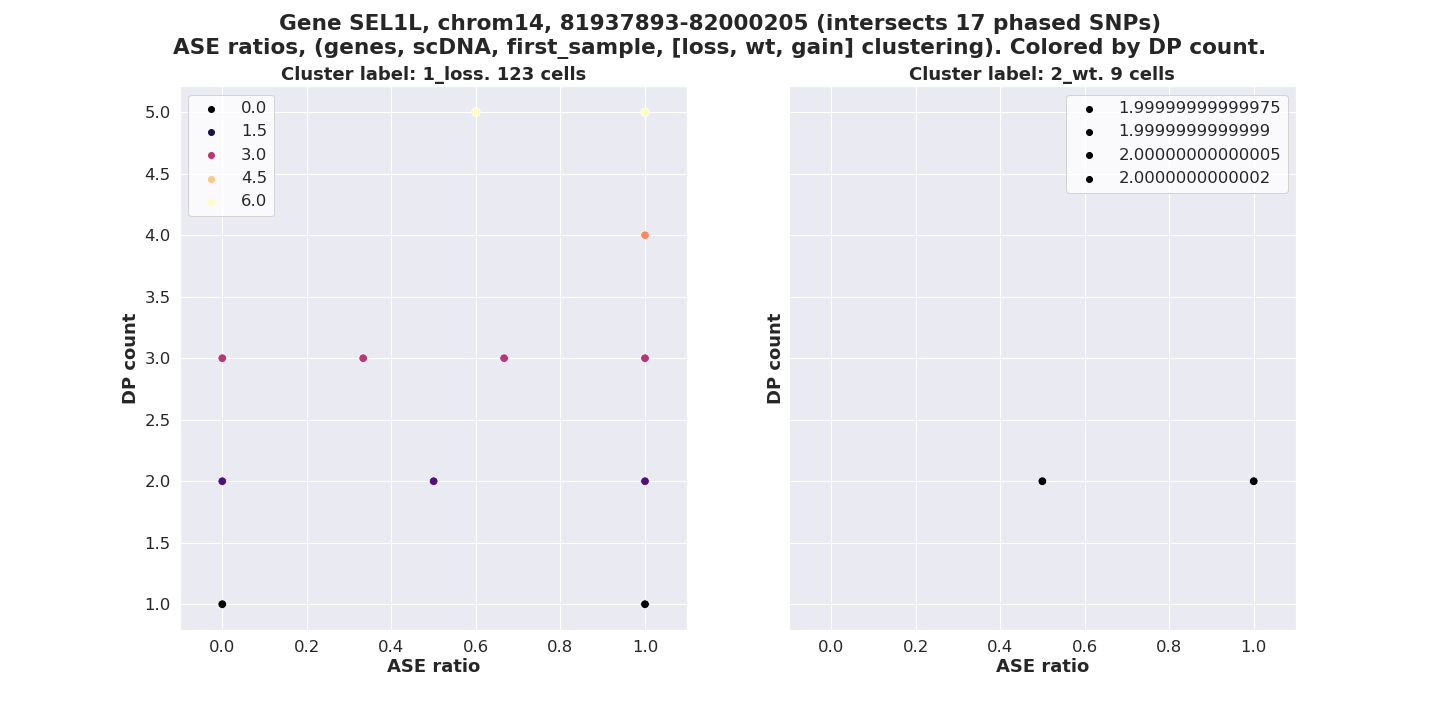 Gene SEL1L, chrom14, 81937893-82000205 (intersects 17 phased SNPs)
ASE ratios, (genes, scDNA, first_sample, [loss, wt, gain] clustering). Colored by DP count.
Cluster label: 1_loss. 123 cells
0.0
1.5
3.0
4.5
6.0
5.0
4.5
4.0
3.5
3.0
2.5
2.0
1.5
1.0
DP count
0.0 0.2 0.4 0.6 0.8 1.0
ASE ratio
Cluster label: 2_wt. 9 cells
1.99999999999975
1.9999999999999
2.00000000000005
2.0000000000002
DP count
0.0 0.2 0.4 0.6 0.8 1.0
ASE ratio